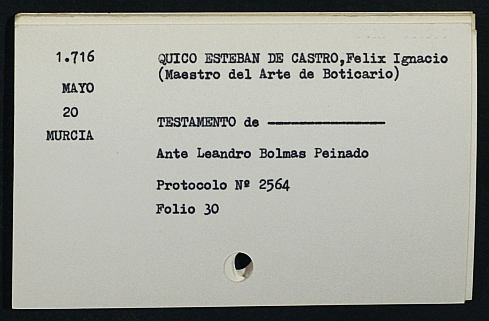 1.716
MAYO
20
MURCIA
QUICO ESTEBAN DE CASTRO,Felix Ignacio
(Maestro del Arte de Boticario)
TESTAMENTO de ----------------
Ante Leandro Bolmas Peinado
Protocolo Nº 2564
Folio 30